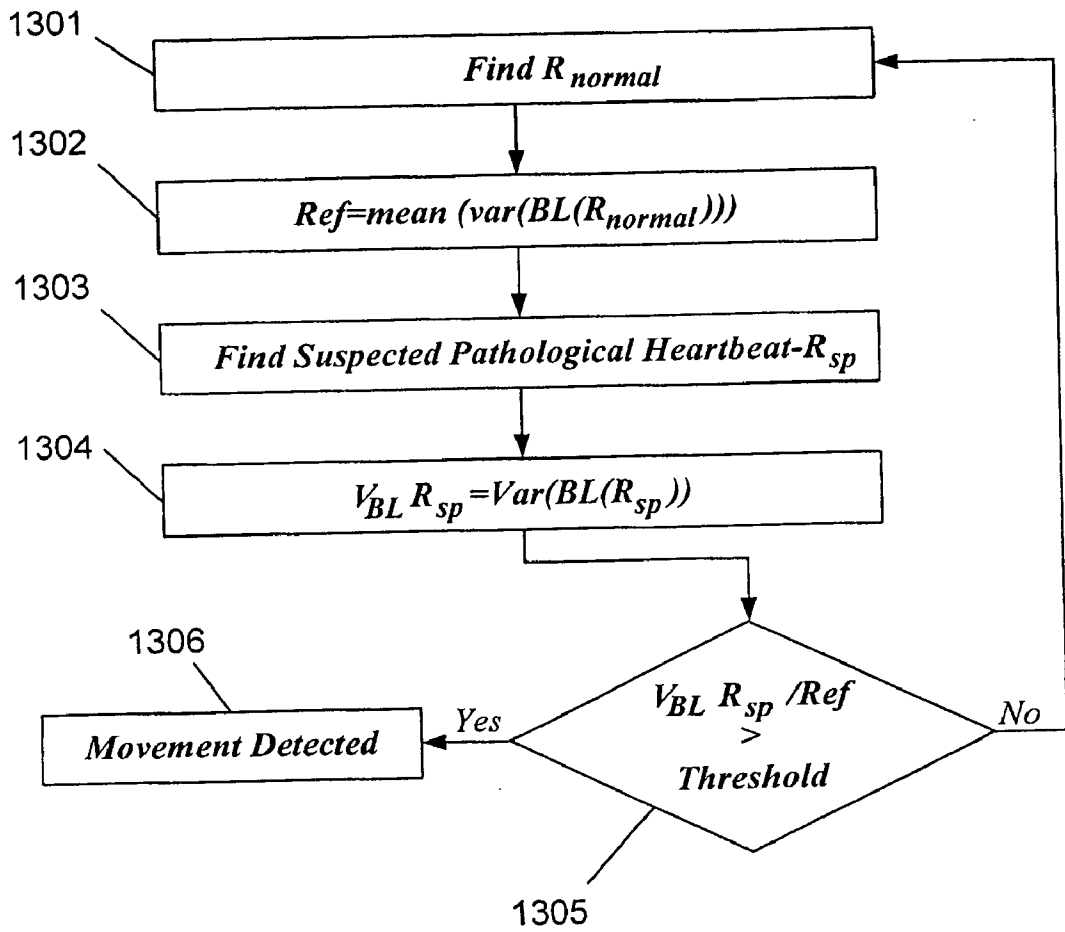 1301
Find R normal
1302
Ref=mean (var(BL(R normal)))
1303
Find Suspected Pathological Heartbeat-R sp
1304
V BL R sp =Var(BL(R sp))
1306
Movement Detected
Yes
V BL R sp /Ref
>
Threshold
No
1305